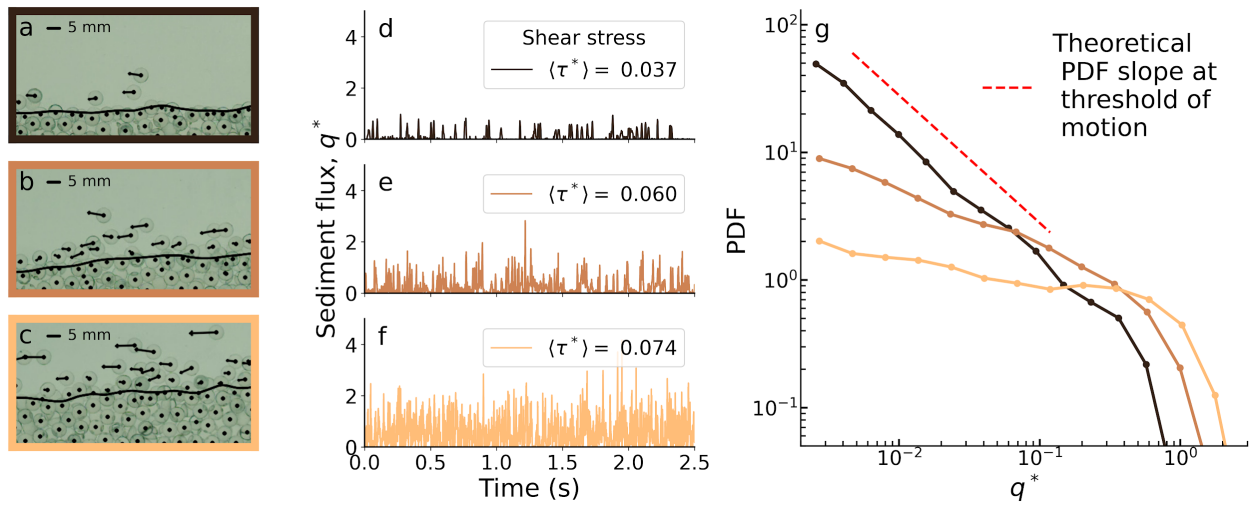 a
5 mm
b
5 mm
c
5 mm
Sediment flux, q*
d
Shear stress
⟨τ*⟩ = 0.037
4
2
0
e
⟨τ*⟩ = 0.060
4
2
0
f
⟨τ*⟩ = 0.074
4
2
0
0.0 0.5 1.0 1.5 2.0 2.5
Time (s)
g
Theoretical
PDF slope at
threshold of
motion
PDF
10²
10¹
10⁰
10⁻¹
10⁻² 10⁻¹ 10⁰
q*